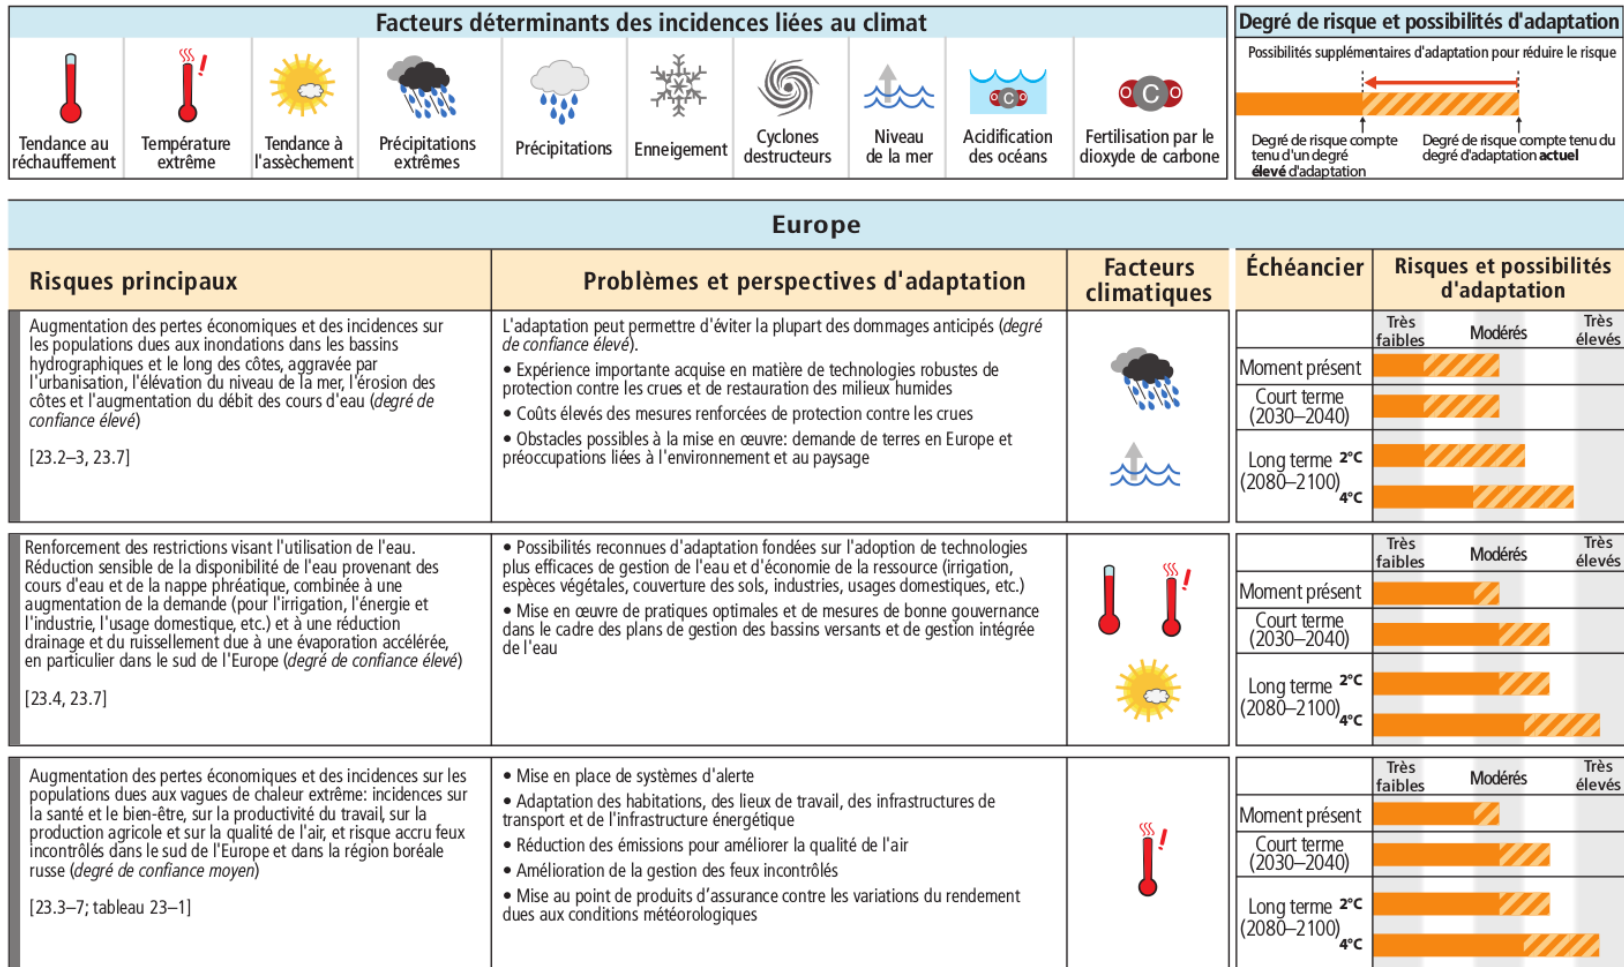 Facteurs déterminants des incidences liées au climat
Tendance au
réchauffement
Température
extrême
Tendance à
l'assèchement
Précipitations
extrêmes
Précipitations
Enneigement
Cyclones
destructeurs
Niveau
de la mer
O C O
Acidification
des océans
O C O
Fertilisation par le
dioxyde de carbone
Degré de risque et possibilités d'adaptation
Possibilités supplémentaires d'adaptation pour réduire le risque
Degré de risque compte
tenu d'un degré
élevé d'adaptation
Degré de risque compte tenu du
degré d'adaptation actuel
Europe
Risques principaux
Problèmes et perspectives d'adaptation
Facteurs
climatiques
Échéancier
Risques et possibilités
d'adaptation
Augmentation des pertes économiques et des incidences sur
les populations dues aux inondations dans les bassins
hydrographiques et le long des côtes, aggravée par
l'urbanisation, l'élévation du niveau de la mer, l'érosion des
côtes et l'augmentation du débit des cours d'eau (degré de
confiance élevé)
[23.2–3, 23.7]
L'adaptation peut permettre d'éviter la plupart des dommages anticipés (degré
de confiance élevé).
• Expérience importante acquise en matière de technologies robustes de
protection contre les crues et de restauration des milieux humides
• Coûts élevés des mesures renforcées de protection contre les crues
• Obstacles possibles à la mise en œuvre: demande de terres en Europe et
préoccupations liées à l'environnement et au paysage
Très
faibles
Modérés
Très
élevés
Moment présent
Court terme
(2030–2040)
Long terme 2°C
(2080–2100)
4°C
Renforcement des restrictions visant l'utilisation de l'eau.
Réduction sensible de la disponibilité de l'eau provenant des
cours d'eau et de la nappe phréatique, combinée à une
augmentation de la demande (pour l'irrigation, l'énergie et
l'industrie, l'usage domestique, etc.) et à une réduction
drainage et du ruissellement due à une évaporation accélérée,
en particulier dans le sud de l'Europe (degré de confiance élevé)
[23.4, 23.7]
• Possibilités reconnues d'adaptation fondées sur l'adoption de technologies
plus efficaces de gestion de l'eau et d'économie de la ressource (irrigation,
espèces végétales, couverture des sols, industries, usages domestiques, etc.)
• Mise en œuvre de pratiques optimales et de mesures de bonne gouvernance
dans le cadre des plans de gestion des bassins versants et de gestion intégrée
de l'eau
Très
faibles
Modérés
Très
élevés
Moment présent
Court terme
(2030–2040)
Long terme 2°C
(2080–2100)
4°C
Augmentation des pertes économiques et des incidences sur les
populations dues aux vagues de chaleur extrême: incidences sur
la santé et le bien-être, sur la productivité du travail, sur la
production agricole et sur la qualité de l'air, et risque accru feux
incontrôlés dans le sud de l'Europe et dans la région boréale
russe (degré de confiance moyen)
[23.3–7; tableau 23–1]
• Mise en place de systèmes d'alerte
• Adaptation des habitations, des lieux de travail, des infrastructures de
transport et de l'infrastructure énergétique
• Réduction des émissions pour améliorer la qualité de l'air
• Amélioration de la gestion des feux incontrôlés
• Mise au point de produits d’assurance contre les variations du rendement
dues aux conditions météorologiques
Très
faibles
Modérés
Très
élevés
Moment présent
Court terme
(2030–2040)
Long terme 2°C
(2080–2100)
4°C